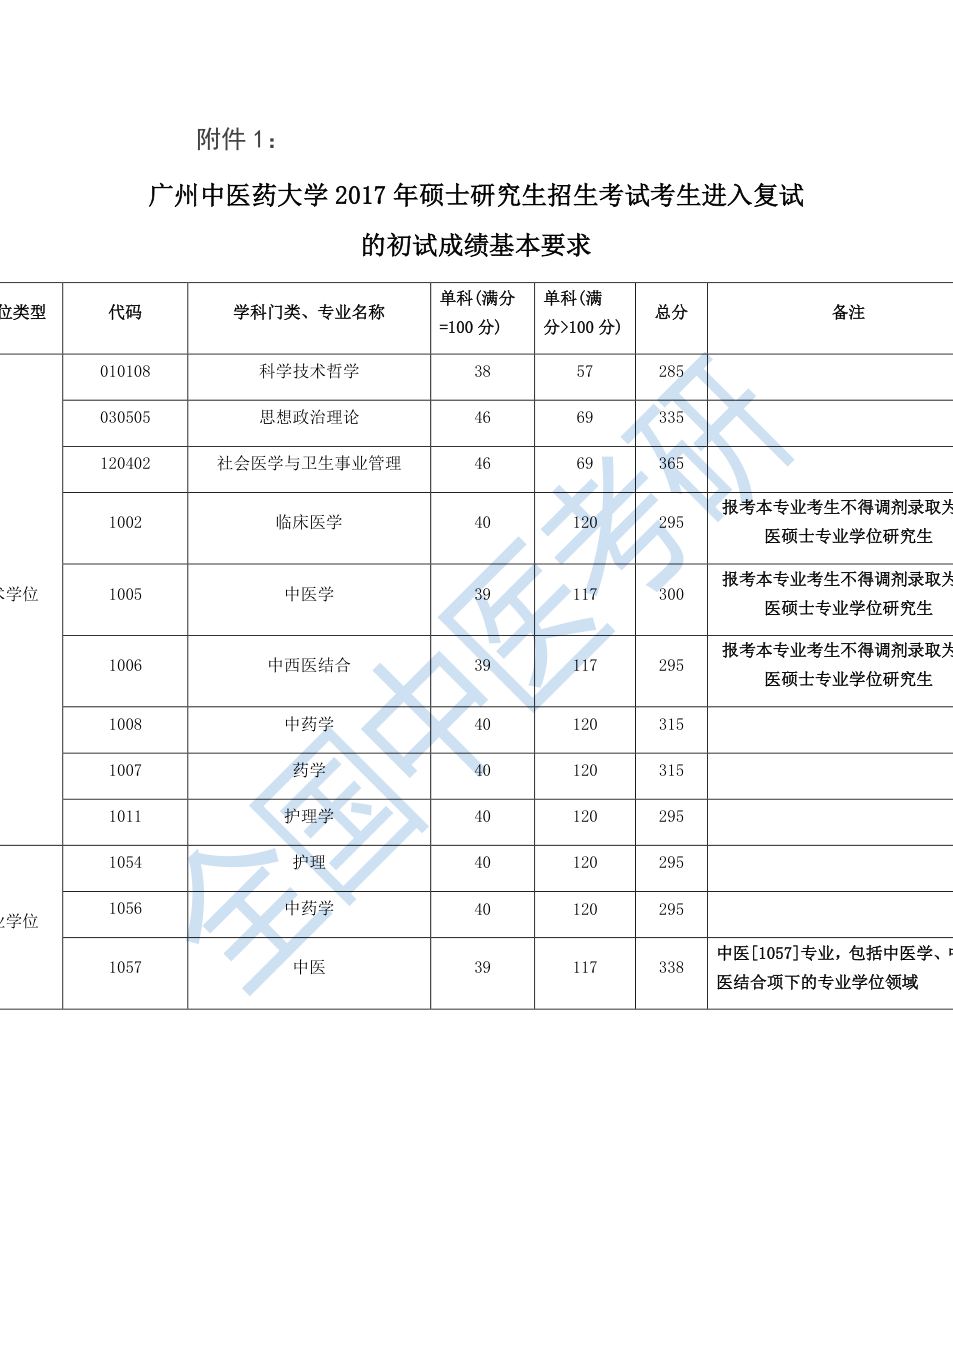 附件 1：
广州中医药大学 2017 年硕士研究生招生考试考生进入复试
的初试成绩基本要求
位类型 代码 学科门类、专业名称 单科(满分=100 分) 单科(满分>100 分) 总分 备注
010108 科学技术哲学 38 57 285
030505 思想政治理论 46 69 335
120402 社会医学与卫生事业管理 46 69 365
1002 临床医学 40 120 295 报考本专业考生不得调剂录取为
医硕士专业学位研究生
学位 1005 中医学 39 117 300 报考本专业考生不得调剂录取为
医硕士专业学位研究生
1006 中西医结合 39 117 295 报考本专业考生不得调剂录取为
医硕士专业学位研究生
1008 中药学 40 120 315
1007 药学 40 120 315
1011 护理学 40 120 295
1054 护理 40 120 295
学位 1056 中药学 40 120 295
1057 中医 39 117 338 中医[1057]专业，包括中医学、
医结合项下的专业学位领域
全国中医考研